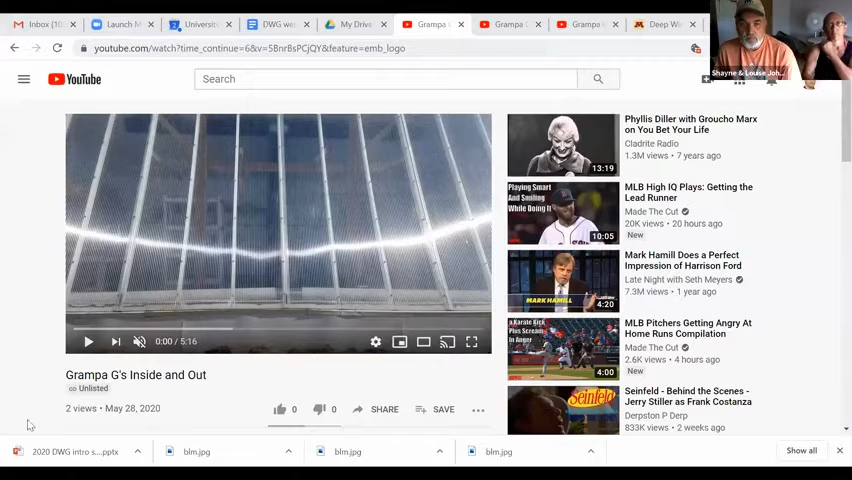 Inbox (10
Launch M
Universit
DWG we
My Drive
Grampa
Grampa G
Grampa
Deep Wi
youtube.com/watch?time_continue=6&v=5BnrBsPCjQY&feature=emb_logo
Shayne & Louise Joh
YouTube
Search
0:00 / 5:16
Grampa G's Inside and Out
Unlisted
2 views • May 28, 2020
0
0
SHARE
SAVE
13:19
Phyllis Diller with Groucho Marx
on You Bet Your Life
Cladrite Radio
1.3M views • 7 years ago
Playing Smart
And Smiling
While Doing It
10:05
MLB High IQ Plays: Getting the
Lead Runner
Made The Cut
20K views • 20 hours ago
New
MARK HAMILL
4:20
Mark Hamill Does a Perfect
Impression of Harrison Ford
Late Night with Seth Meyers
7.3M views • 1 year ago
a Karate Kick
Plus Scream
In Anger
4:00
MLB Pitchers Getting Angry At
Home Runs Compilation
Made The Cut
2.6K views • 4 hours ago
New
Seinfeld
Seinfeld - Behind the Scenes -
Jerry Stiller as Frank Costanza
Derpston P Derp
833K views • 2 weeks ago
2020 DWG intro s....pptx
blm.jpg
blm.jpg
blm.jpg
Show all